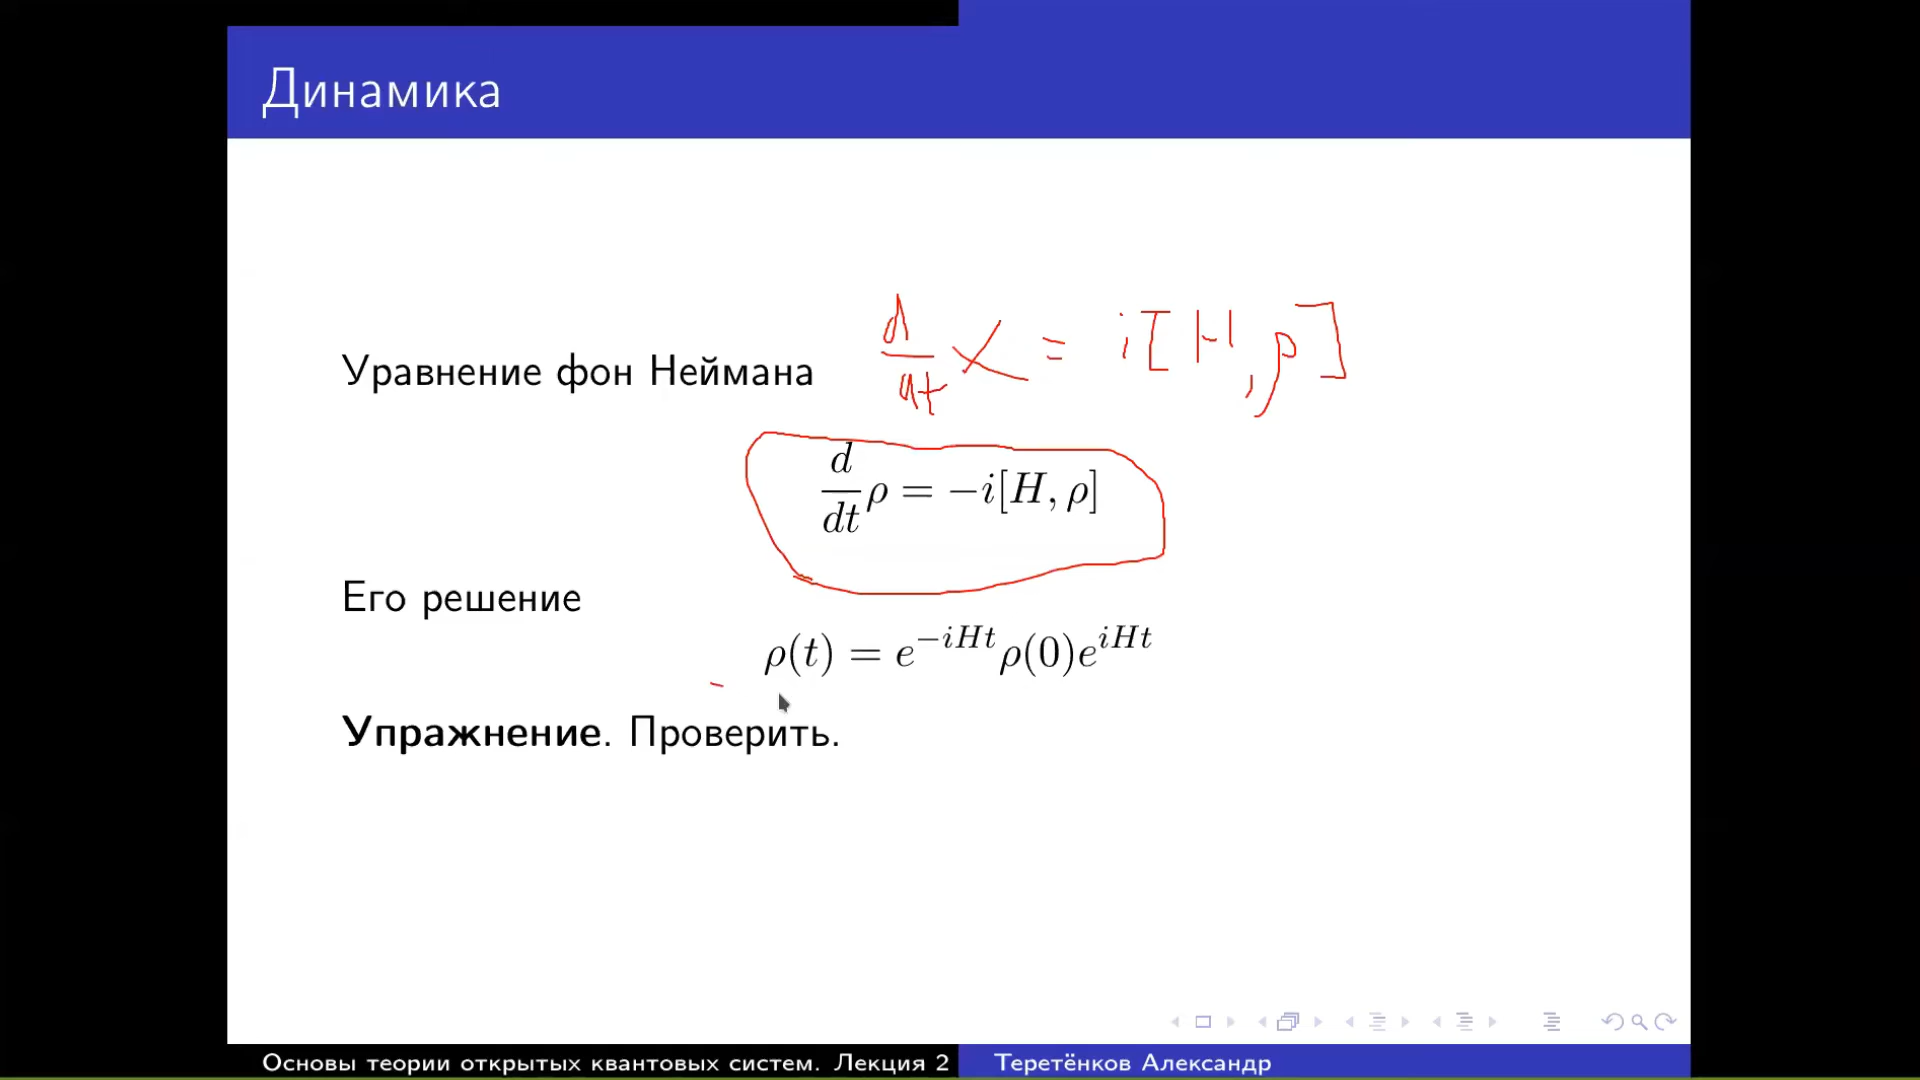 Динамика
Уравнение фон Неймана
d/dt X = i[H, ρ]
d/dt ρ = −i[H, ρ]
Его решение
ρ(t) = e^{−iHt}ρ(0)e^{iHt}
Упражнение. Проверить.
Основы теории открытых квантовых систем. Лекция 2 Теретёнков Александр